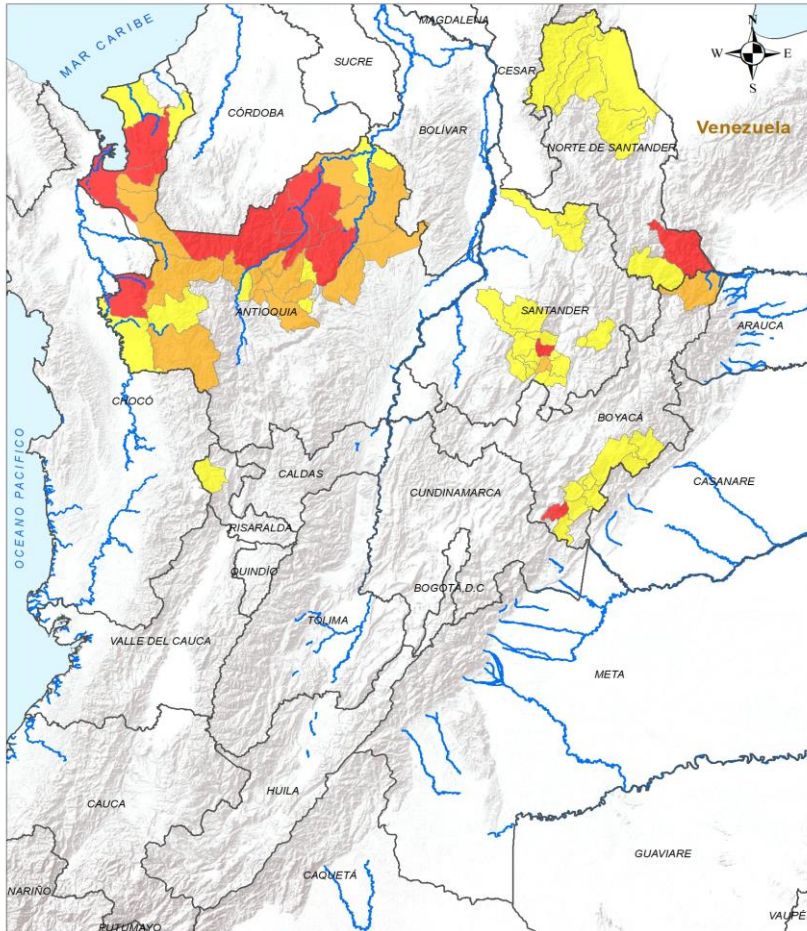 MAGDALENA
MAR CARIBE
SUCRE
CESAR
N
W E
S
CÓRDOBA
BOLÍVAR
Venezuela
NORTE DE SANTANDER
ANTIOQUIA
SANTANDER
ARAUCA
CHOCÓ
BOYACÁ
OCEANO PACIFICO
CALDAS
CUNDINAMARCA
CASANARE
RISARALDA
QUINDÍO
BOGOTÁ, D.C
TOLIMA
VALLE DEL CAUCA
META
HUILA
CAUCA
GUAVIARE
CAQUETÁ
NARIÑO
PUTUMAYO
VAUPÉ